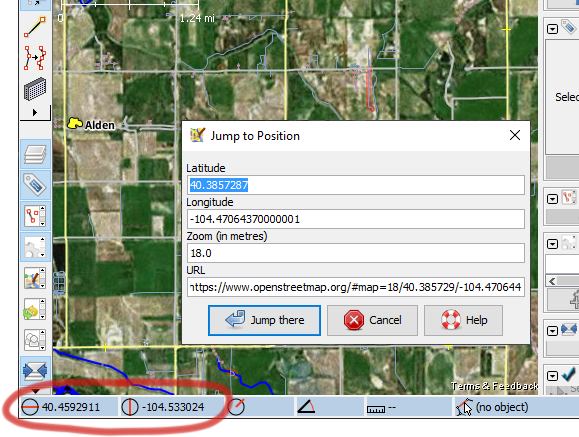 0
1.24 mi
Alden
Selec
Jump to Position
Latitude
40.3857287
Longitude
-104.47064370000001
Zoom (in metres)
18.0
URL
https://www.openstreetmap.org/#map=18/40.385729/-104.470644
Jump there
Cancel
Help
Terms & Feedback
40.4592911
-104.533024
--
(no object)